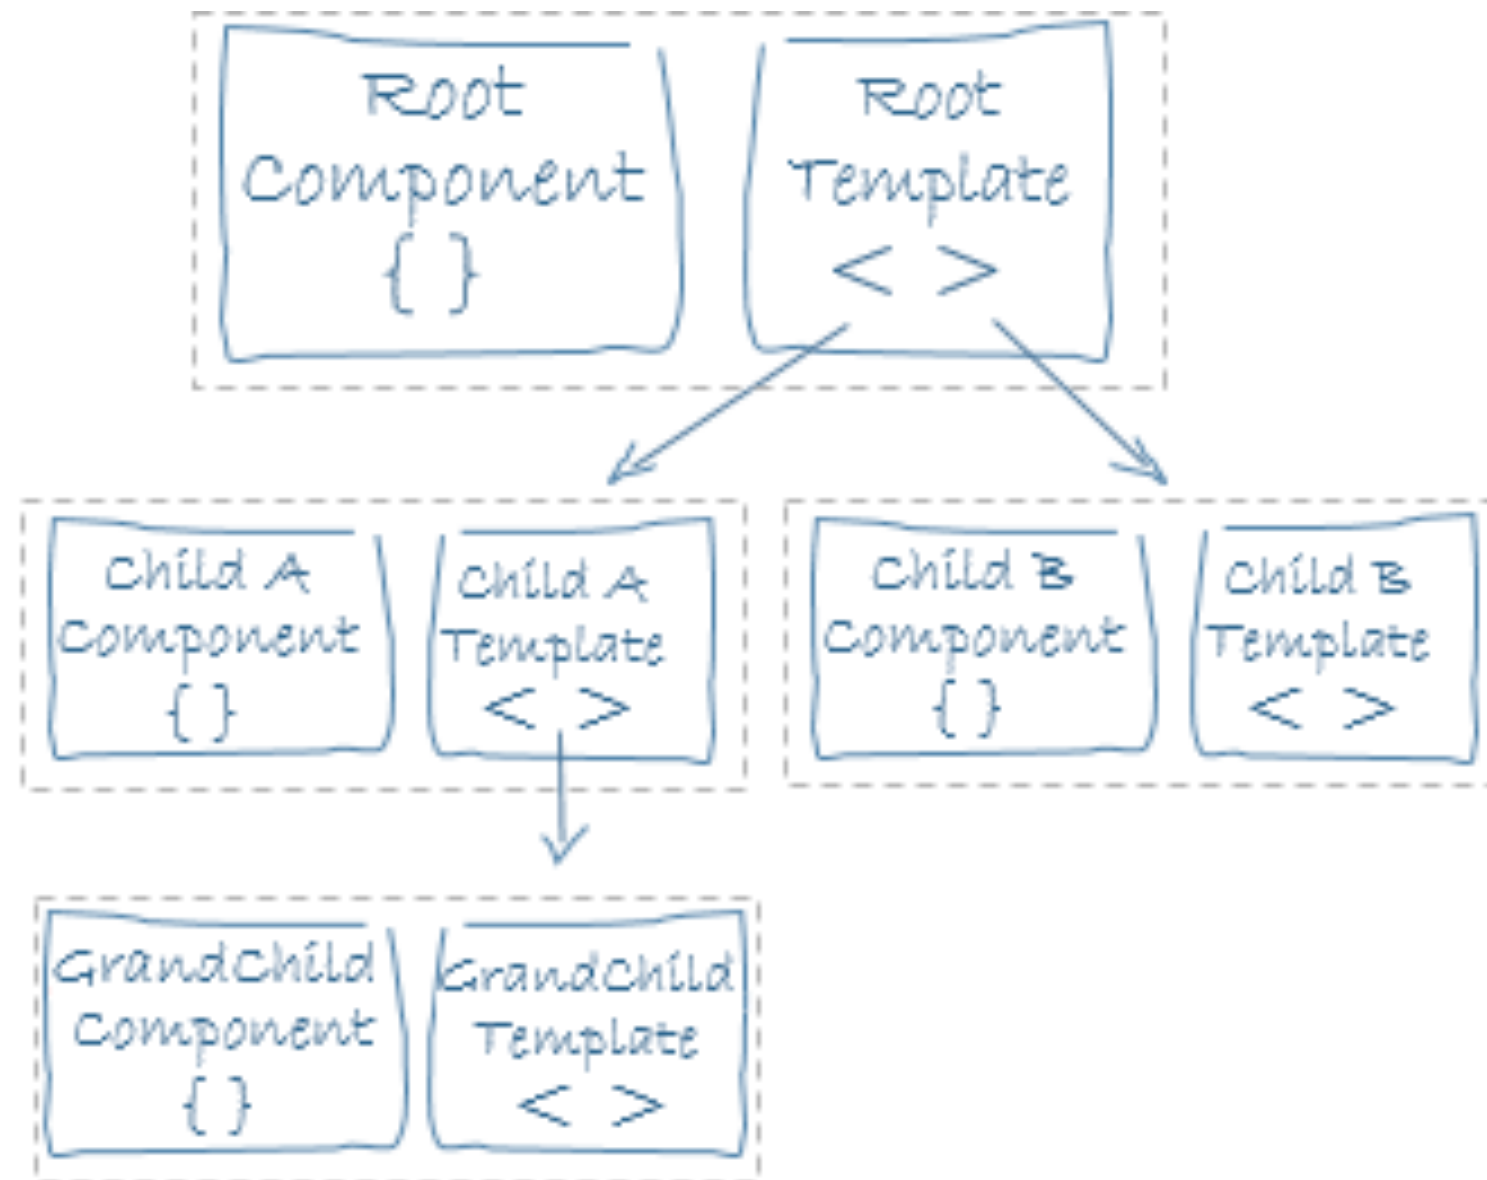 Root
Component
{ }
Root
Template
< >
Child A
Component
{ }
Child A
Template
< >
Child B
Component
{ }
Child B
Template
< >
GrandChild
Component
{ }
GrandChild
Template
< >